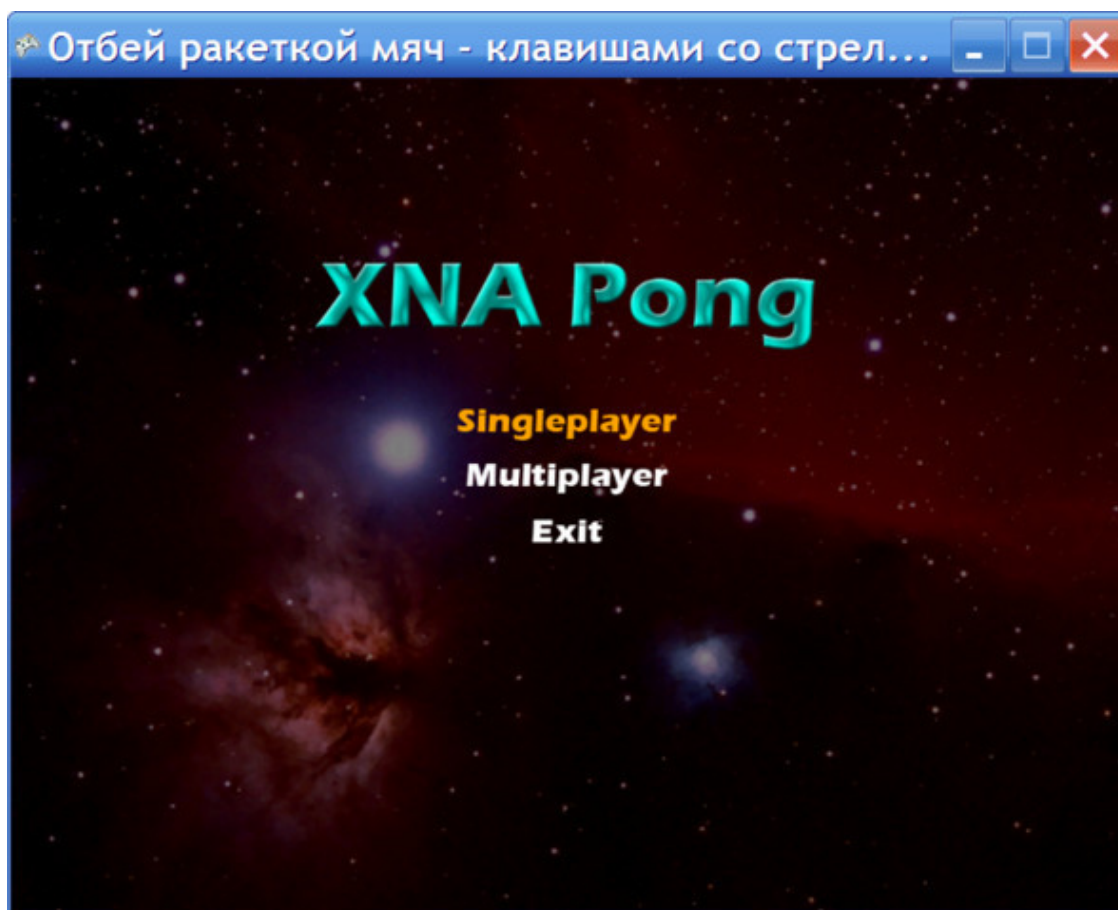 Отбей ракеткой мяч - клавишами со стрел...
XNA Pong
Singleplayer
Multiplayer
Exit